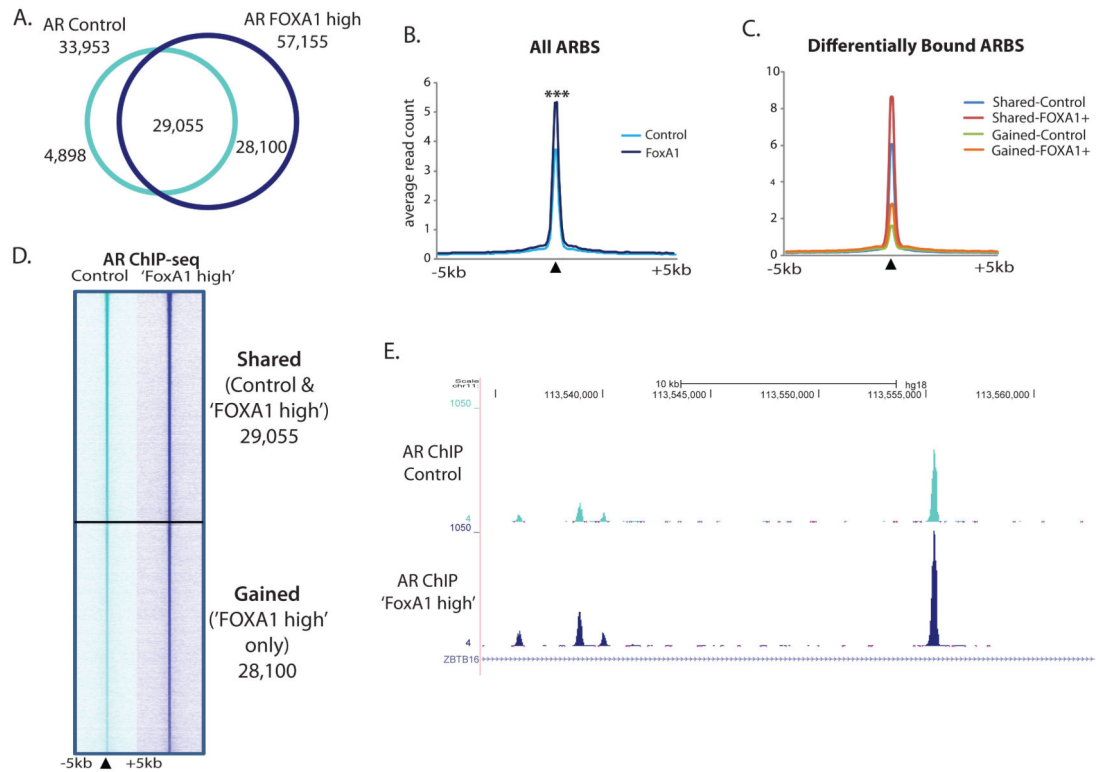 A.
AR Control
33,953
AR FOXA1 high
57,155
29,055
4,898
28,100
B.
All ARBS
average read count
6
5
4
3
2
1
0
***
Control
FoxA1
-5kb
+5kb
C.
Differentially Bound ARBS
10
8
6
4
2
0
Shared-Control
Shared-FOXA1+
Gained-Control
Gained-FOXA1+
-5kb
+5kb
D.
AR ChIP-seq
Control
'FoxA1 high'
Shared
(Control &
'FOXA1 high')
29,055
Gained
('FOXA1 high'
only)
28,100
-5kb
+5kb
E.
Scale
chr11
10 kb
hg18
113,540,000
113,545,000
113,550,000
113,555,000
113,560,000
1050
AR ChIP
Control
4
1050
AR ChIP
'FoxA1 high'
4
ZBTB16